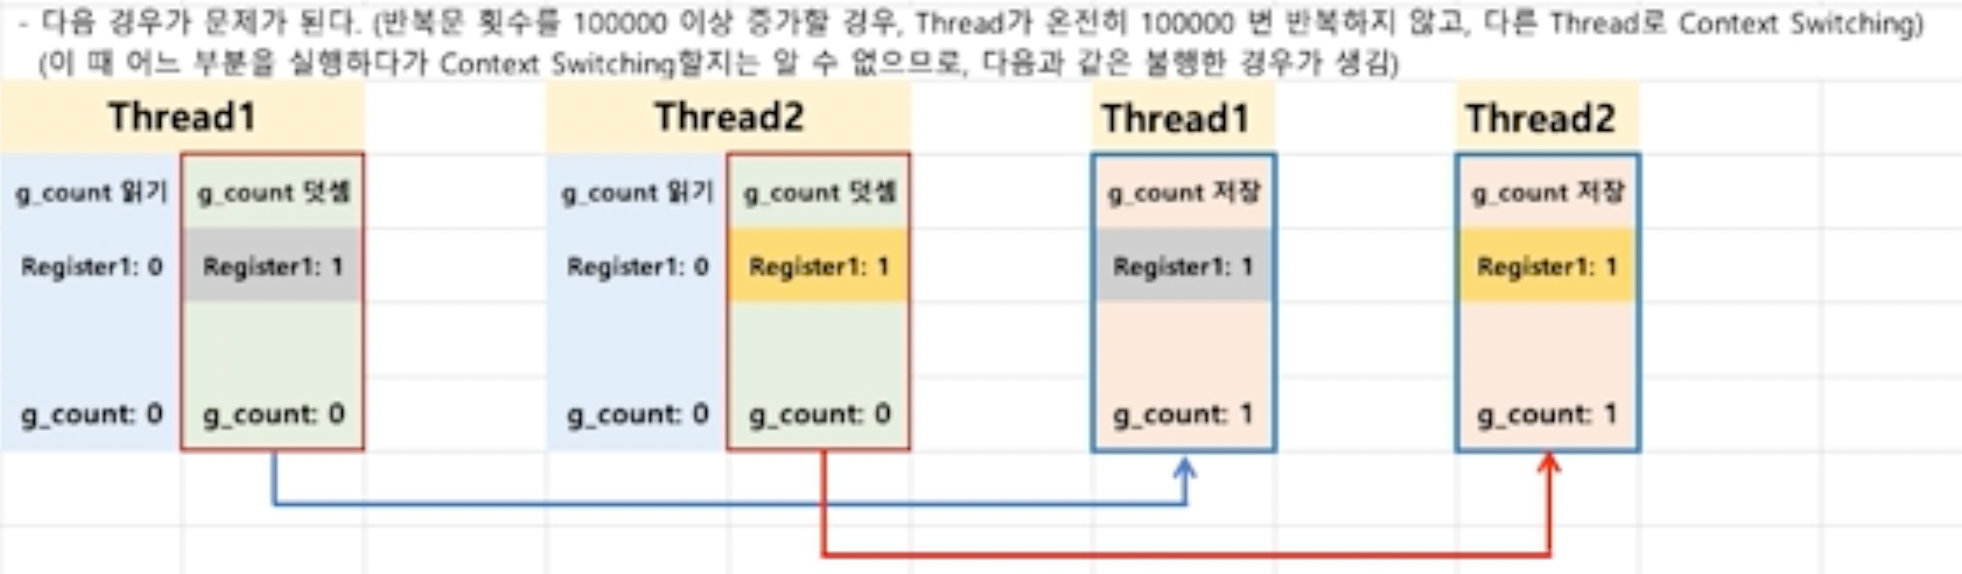 - 다음 경우가 문제가 된다. (반복문 횟수를 100000 이상 증가할 경우, Thread가 온전히 100000 번 반복하지 않고, 다른 Thread로 Context Switching)
(이 때 어느 부분을 실행하다가 Context Switching할지는 알 수 없으므로, 다음과 같은 불행한 경우가 생김)
Thread1 Thread2 Thread1 Thread2
g_count 읽기 g_count 덧셈 g_count 읽기 g_count 덧셈 g_count 저장 g_count 저장
Register1: 0 Register1: 1 Register1: 0 Register1: 1 Register1: 1 Register1: 1
g_count: 0 g_count: 0 g_count: 0 g_count: 0 g_count: 1 g_count: 1